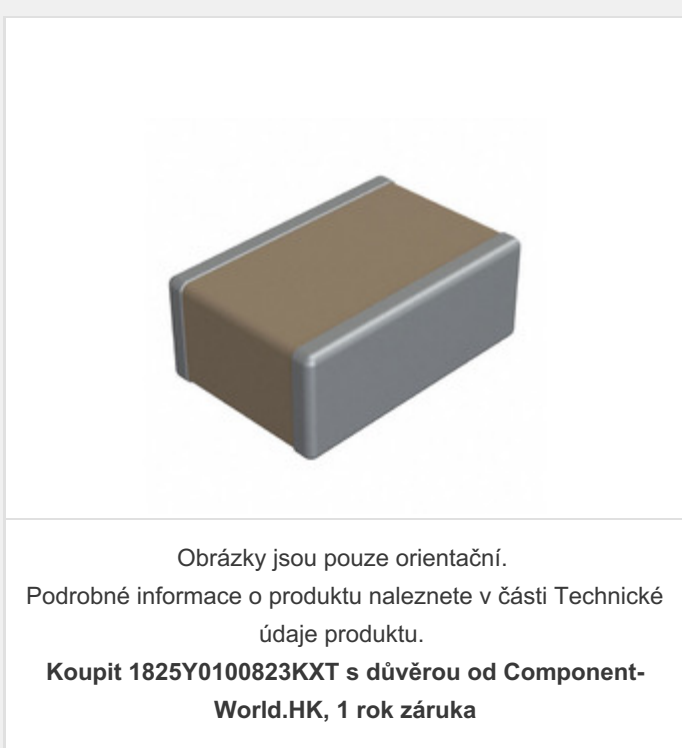 Obrázky jsou pouze orientační.
Podrobné informace o produktu naleznete v části Technické
údaje produktu.
Koupit 1825Y0100823KXT s důvěrou od Component-
World.HK, 1 rok záruka